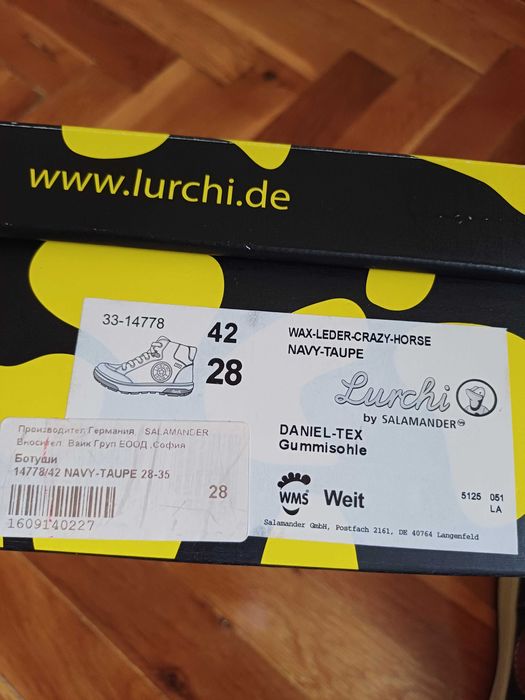 www.lurchi.de
33-14778
42
28
WAX-LEDER-CRAZY-HORSE
NAVY-TAUPE
Lurchi
by SALAMANDER
DANIEL-TEX
Gummisohle
WMS
Weit
5125 051
LA
Salamander GmbH, Postfach 2161, DE 40764 Langenfeld
Производител Германия SALAMANDER
Вносител Ваик Груп ЕООД ,София
Ботуши
14778/42 NAVY-TAUPE 28-35
28
1609140227